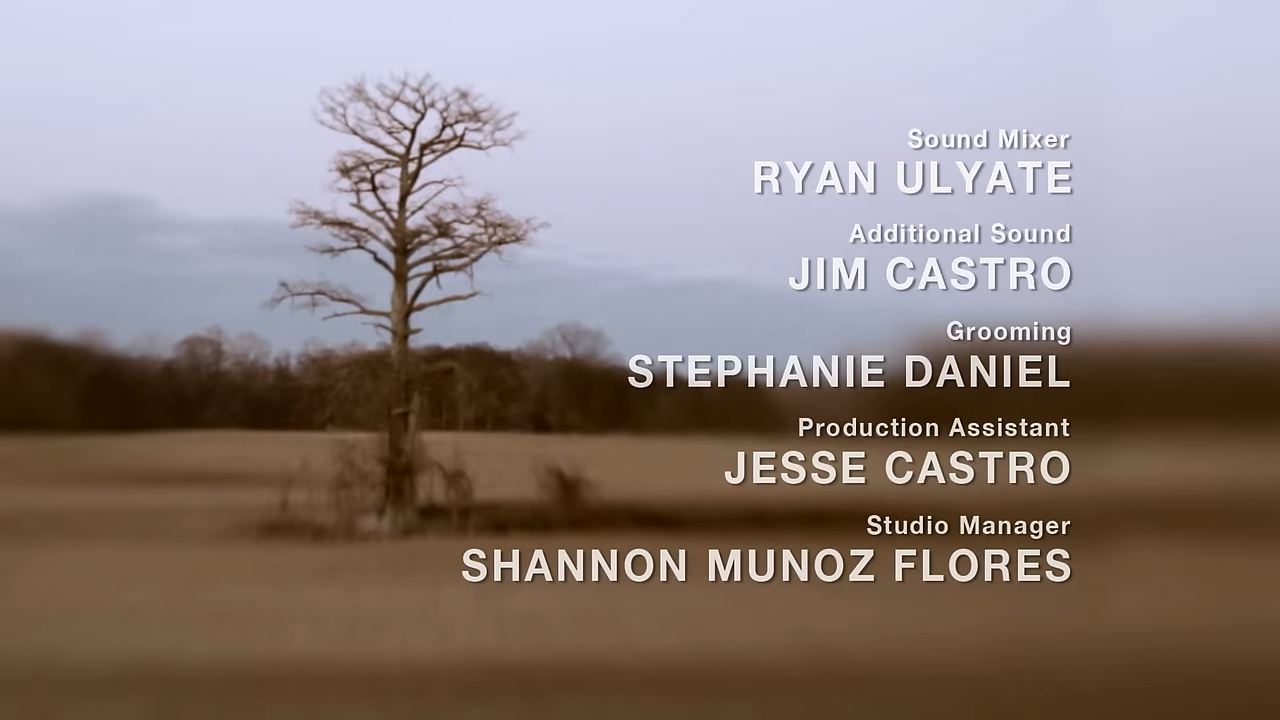 Sound Mixer
RYAN ULYATE
Additional Sound
JIM CASTRO
Grooming
STEPHANIE DANIEL
Production Assistant
JESSE CASTRO
Studio Manager
SHANNON MUNOZ FLORES